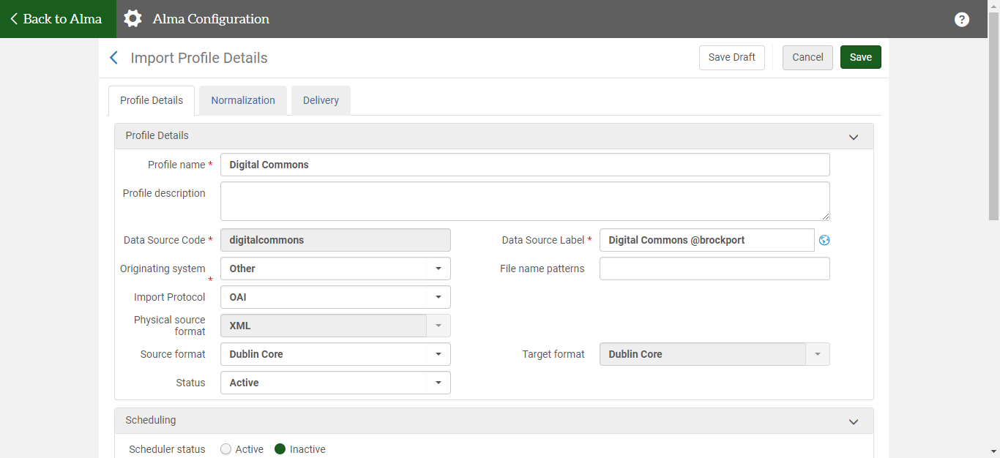 Back to Alma
Alma Configuration
?
Import Profile Details
Save Draft
Cancel
Save
Profile Details
Normalization
Delivery
Profile Details
Profile name *
Digital Commons
Profile description
Data Source Code *
digitalcommons
Data Source Label *
Digital Commons @brockport
Originating system
*
Other
File name patterns
Import Protocol
OAI
Physical source
format
XML
Source format
Dublin Core
Target format
Dublin Core
Status
Active
Scheduling
Scheduler status
Active
Inactive